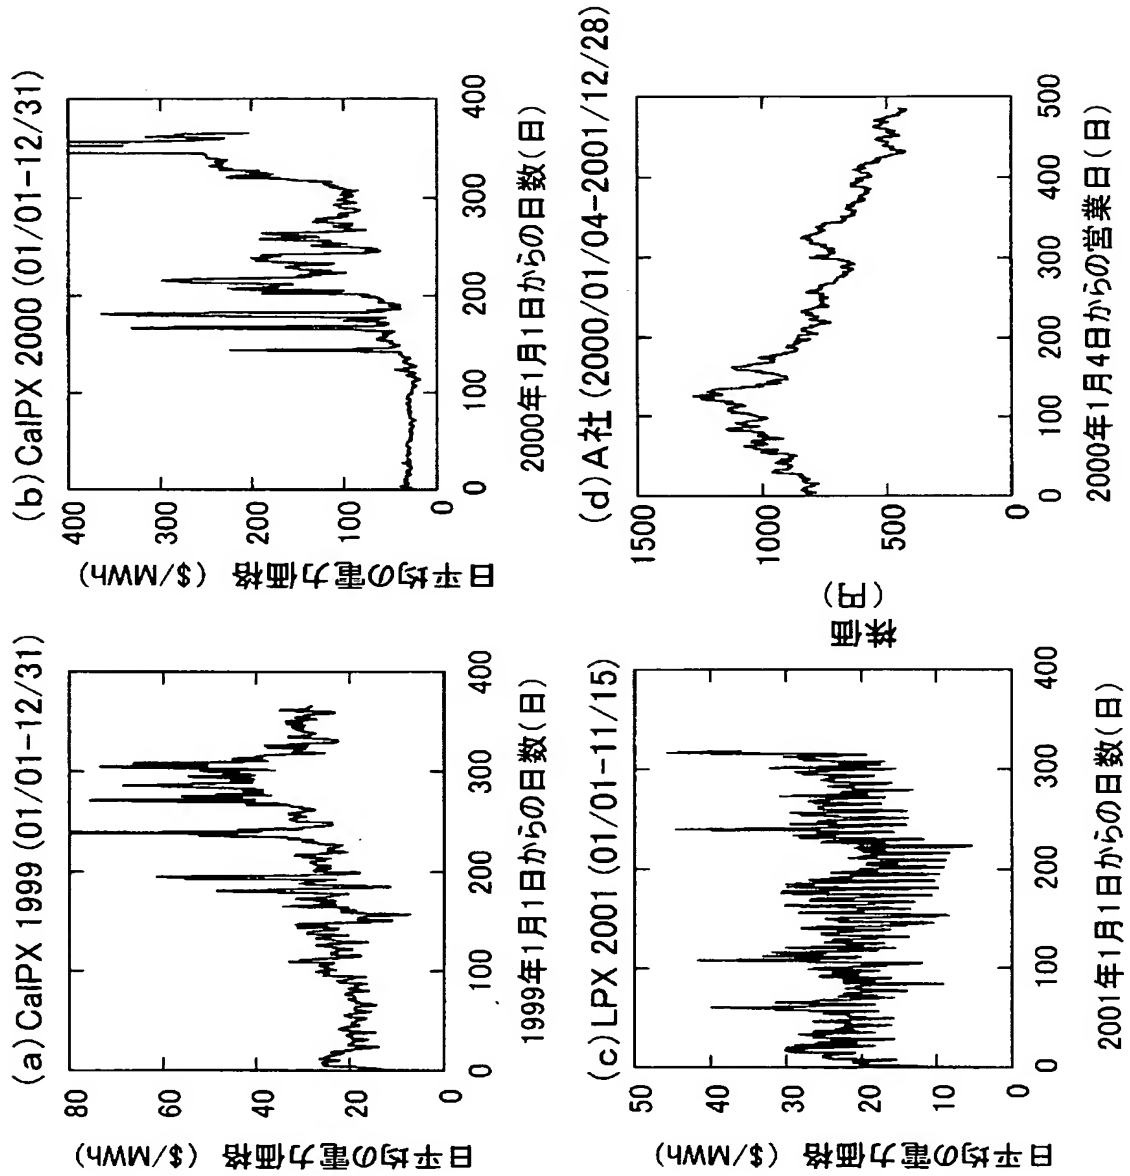 (a) CalPX 1999 (01/01-12/31)
日平均の電力価格 ($/MWh)
80
60
40
20
0
0 100 200 300 400
1999年1月1日からの日数(日)
(b) CalPX 2000 (01/01-12/31)
日平均の電力価格 ($/MWh)
400
300
200
100
0
0 100 200 300 400
2000年1月1日からの日数(日)
(c) LPX 2001 (01/01-11/15)
日平均の電力価格 ($/MWh)
50
40
30
20
10
0
0 100 200 300 400
2001年1月1日からの日数(日)
(d) A社 (2000/01/04-2001/12/28)
株価
(円)
1500
1000
500
0
0 100 200 300 400 500
2000年1月4日からの営業日(日)